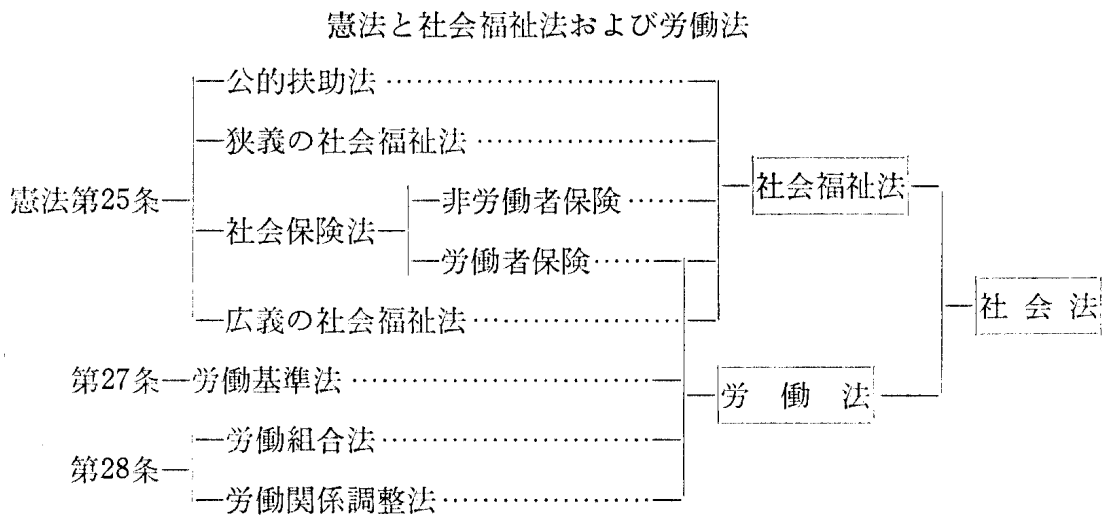 憲法と社会福祉法および労働法
公的扶助法
狭義の社会福祉法
憲法第25条
社会保険法
非労働者保険
労働者保険
広義の社会福祉法
社会福祉法
社会法
第27条
労働基準法
労働法
第28条
労働組合法
労働関係調整法